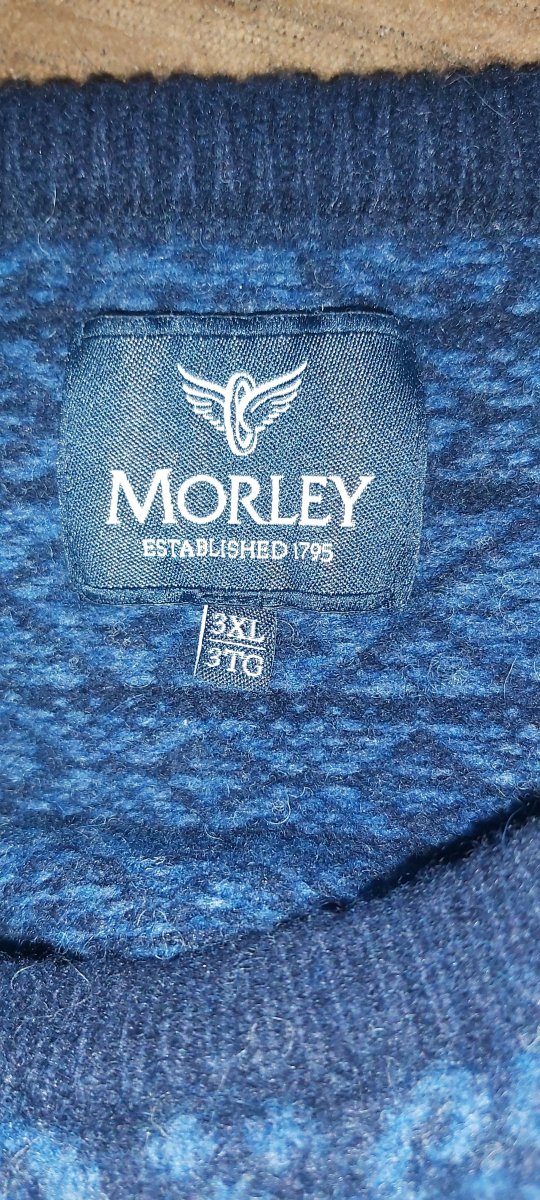 MORLEY
ESTABLISHED 1795
3XL
3TG